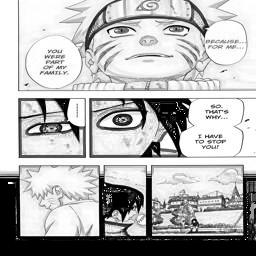 BECAUSE...
FOR ME...
YOU
WERE
PART
OF MY
FAMILY.
SO.
THAT'S
WHY...
I HAVE
TO STOP
YOU!